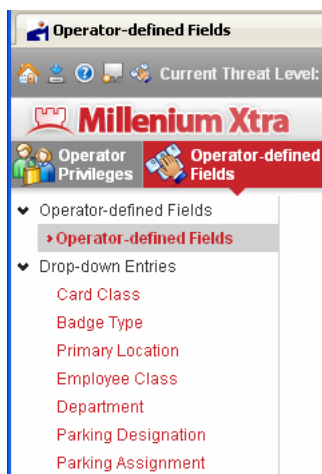 Operator-defined Fields
Current Threat Level:
Millenium Xtra
Operator Privileges
Operator-defined Fields
Operator-defined Fields
Operator-defined Fields
Drop-down Entries
Card Class
Badge Type
Primary Location
Employee Class
Department
Parking Designation
Parking Assignment